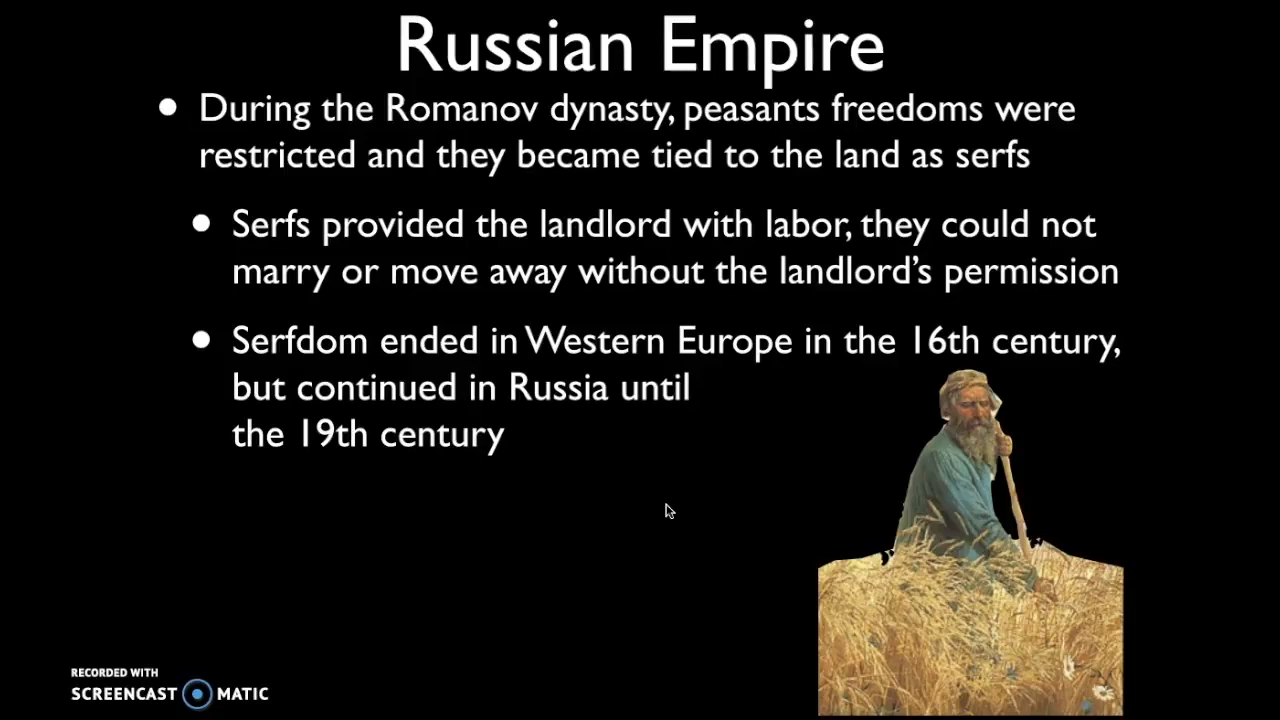 Russian Empire
• During the Romanov dynasty, peasants freedoms were
restricted and they became tied to the land as serfs
• Serfs provided the landlord with labor, they could not
marry or move away without the landlord's permission
• Serfdom ended in Western Europe in the 16th century,
but continued in Russia until
the 19th century
RECORDED WITH
SCREENCAST MATIC